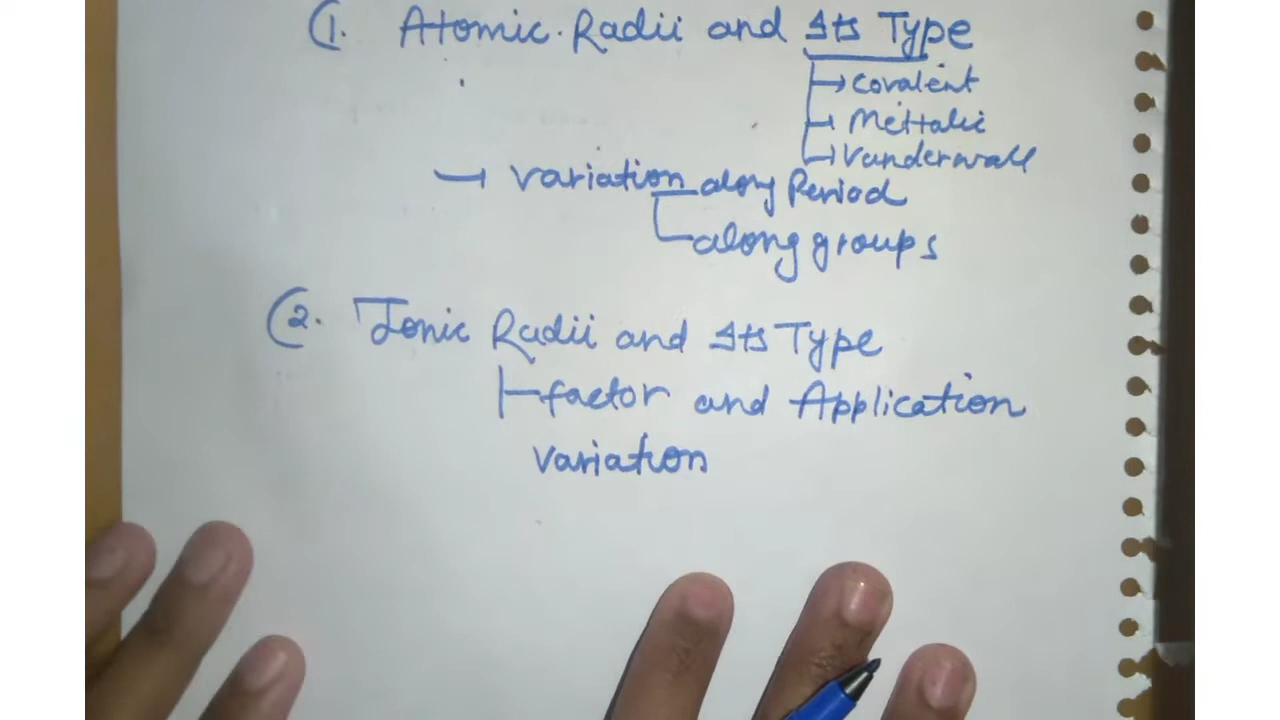 1. Atomic Radii and Its Type
→ Covalent
→ Mettalic
→ Vanderwall
→ Variation along Period
along groups
2. Ionic Radii and Its Type
factor and Application
Variation